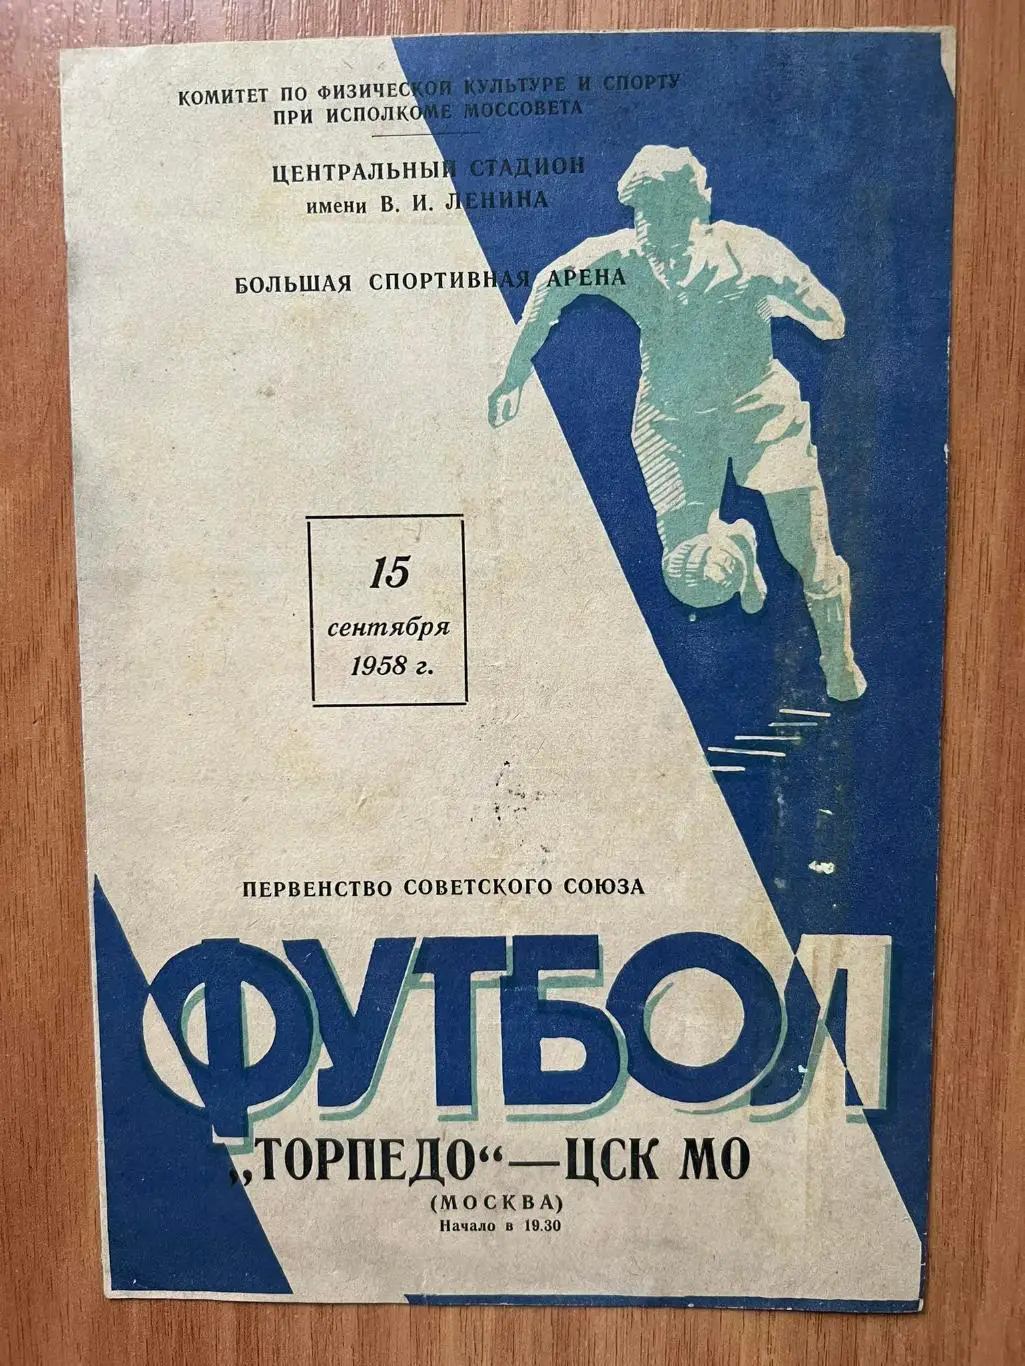 КОМИТЕТ ПО ФИЗИЧЕСКОЙ КУЛЬТУРЕ И СПОРТУ
ПРИ ИСПОЛКОМЕ МОССОВЕТА
ЦЕНТРАЛЬНЫЙ СТАДИОН
имени В. И. ЛЕНИНА
БОЛЬШАЯ СПОРТИВНАЯ АРЕНА
15
сентября
1958 г.
ПЕРВЕНСТВО СОВЕТСКОГО СОЮЗА
ФУТБОЛ
„ТОРПЕДО“—ЦСК МО
(МОСКВА)
Начало в 19.30